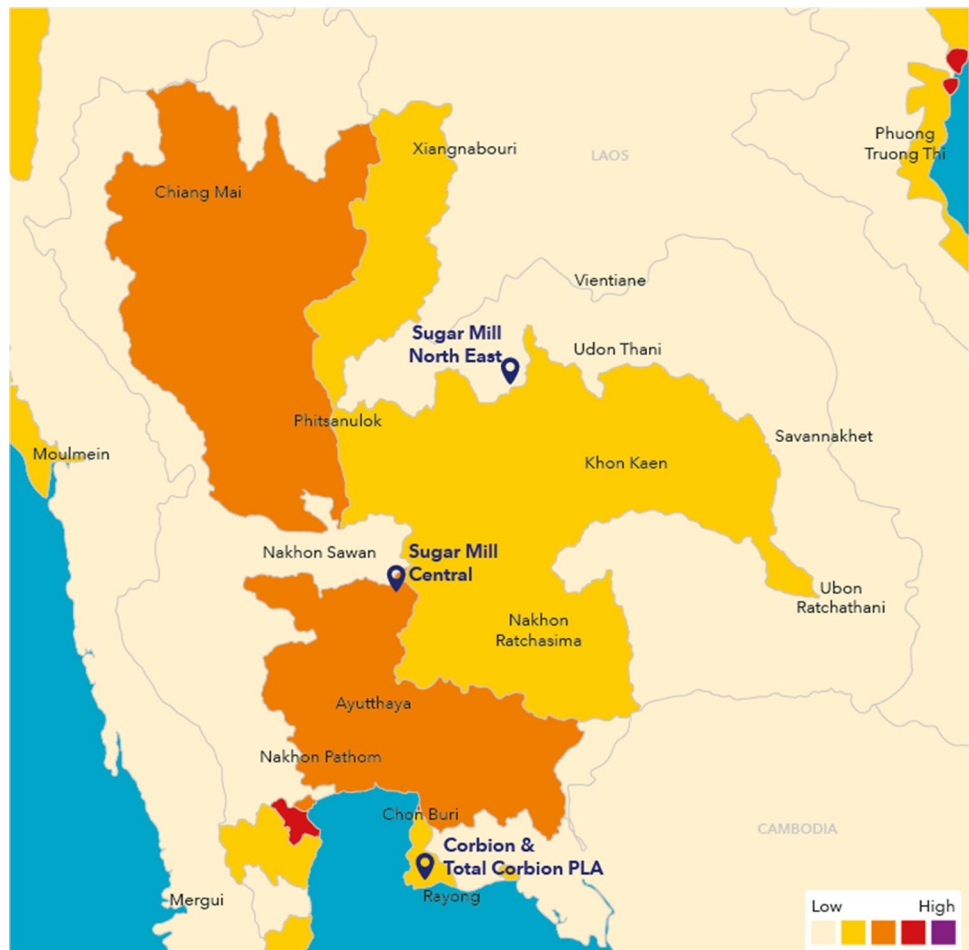 Xiangnabouri
LAOS
Phuong
Truong Thi
Chiang Mai
Vientiane
Sugar Mill
North East
Udon Thani
Phitsanulok
Savannakhet
Moulmein
Khon Kaen
Nakhon Sawan
Sugar Mill
Central
Ubon
Ratchathani
Nakhon
Ratchasima
Ayutthaya
Nakhon Pathom
Chon Buri
CAMBODIA
Corbion &
Total Corbion PLA
Rayong
Mergui
Low High